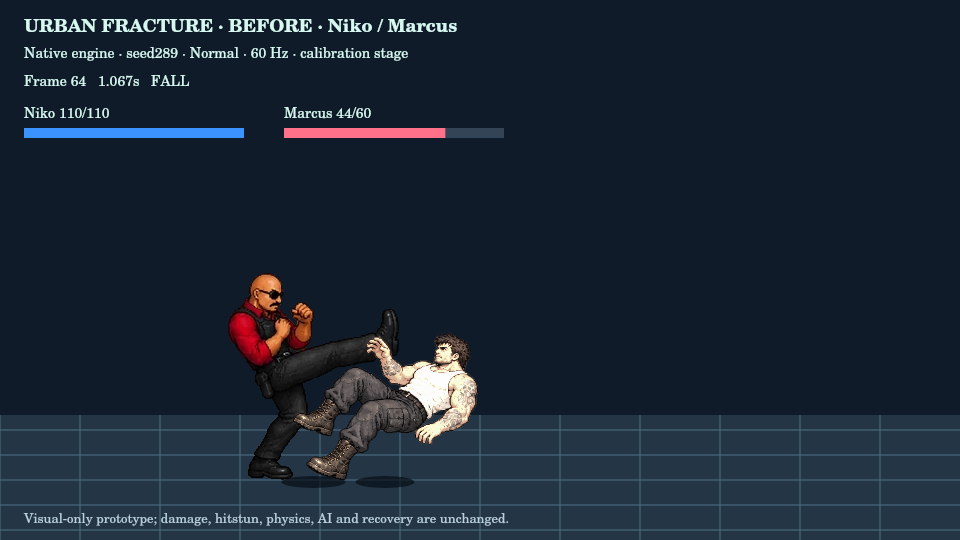 URBAN FRACTURE · BEFORE · Niko / Marcus
Native engine · seed289 · Normal · 60 Hz · calibration stage
Frame 64 1.067s FALL
Niko 110/110
Marcus 44/60
Visual-only prototype; damage, hitstun, physics, AI and recovery are unchanged.